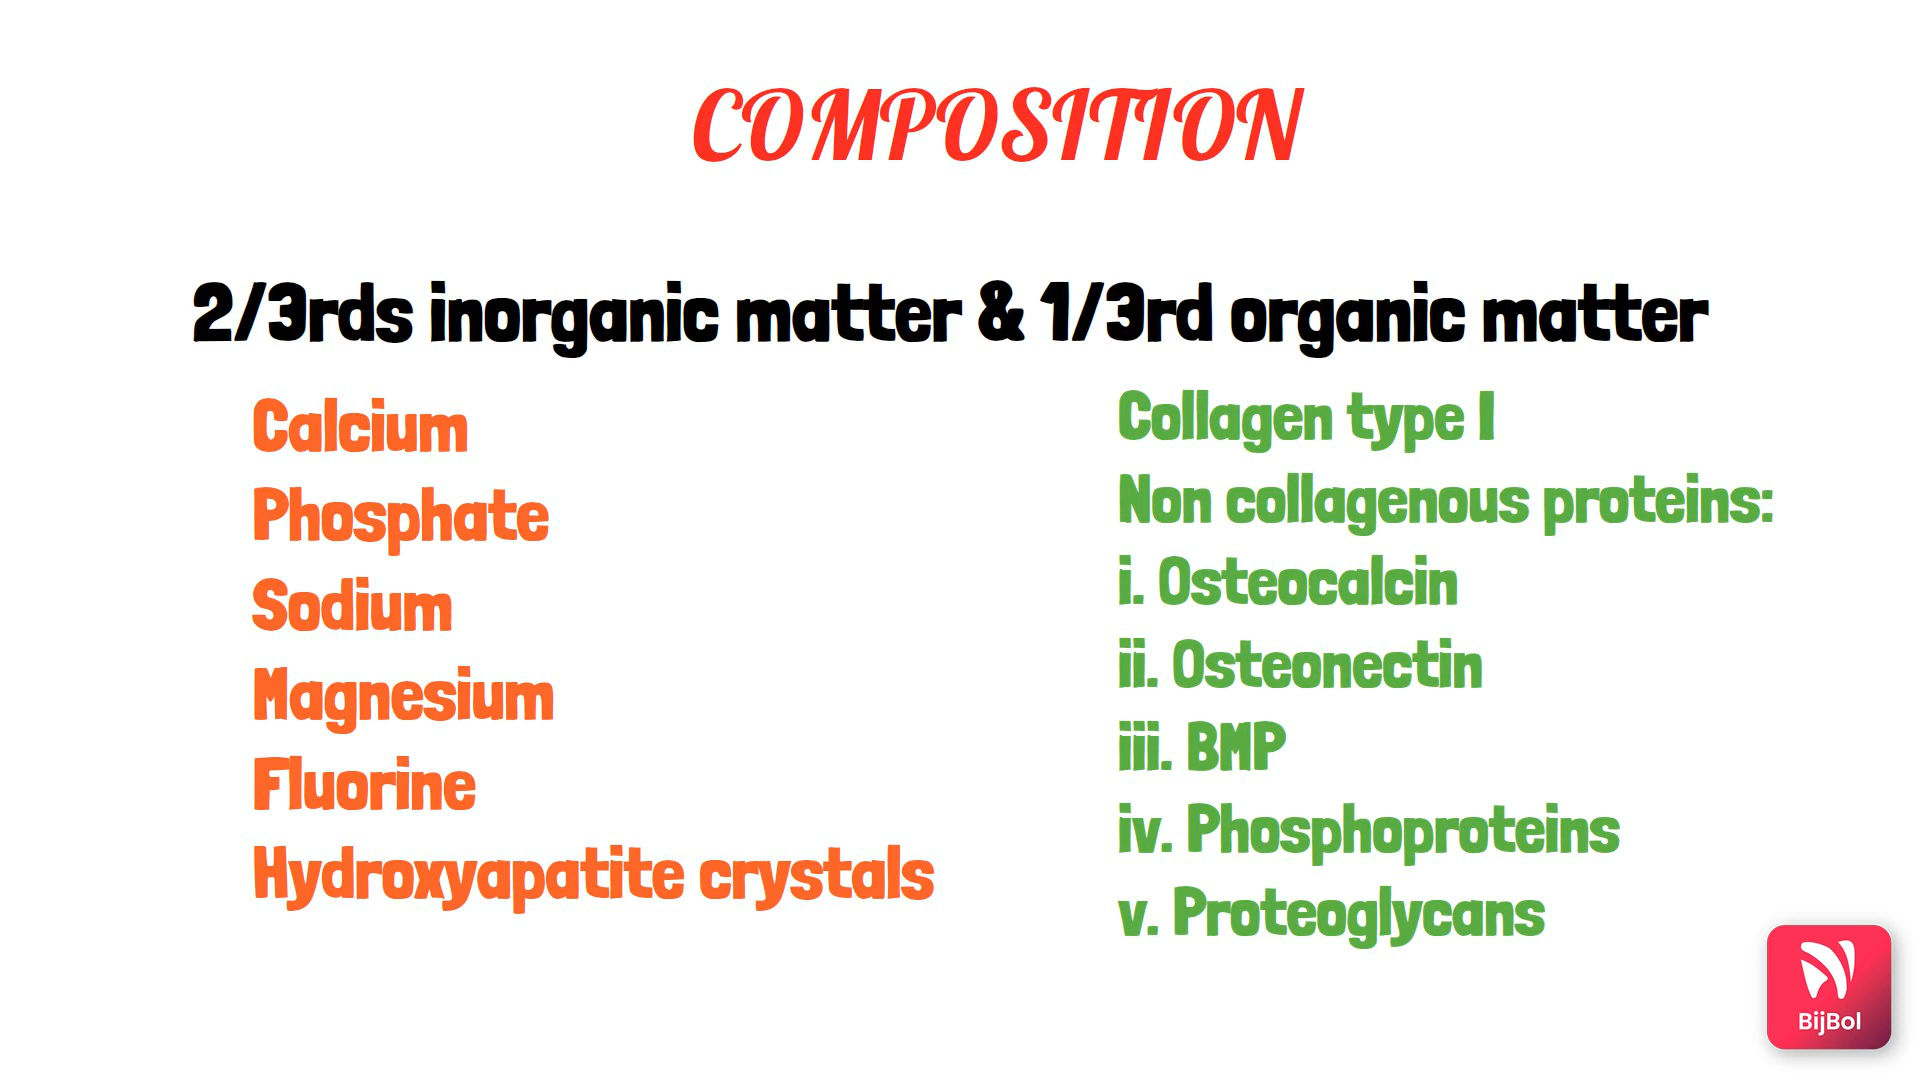 COMPOSITION
2/3rds inorganic matter & 1/3rd organic matter
Calcium
Phosphate
Sodium
Magnesium
Fluorine
Hydroxyapatite crystals
Collagen type I
Non collagenous proteins:
i. Osteocalcin
ii. Osteonectin
iii. BMP
iv. Phosphoproteins
v. Proteoglycans
BijBol